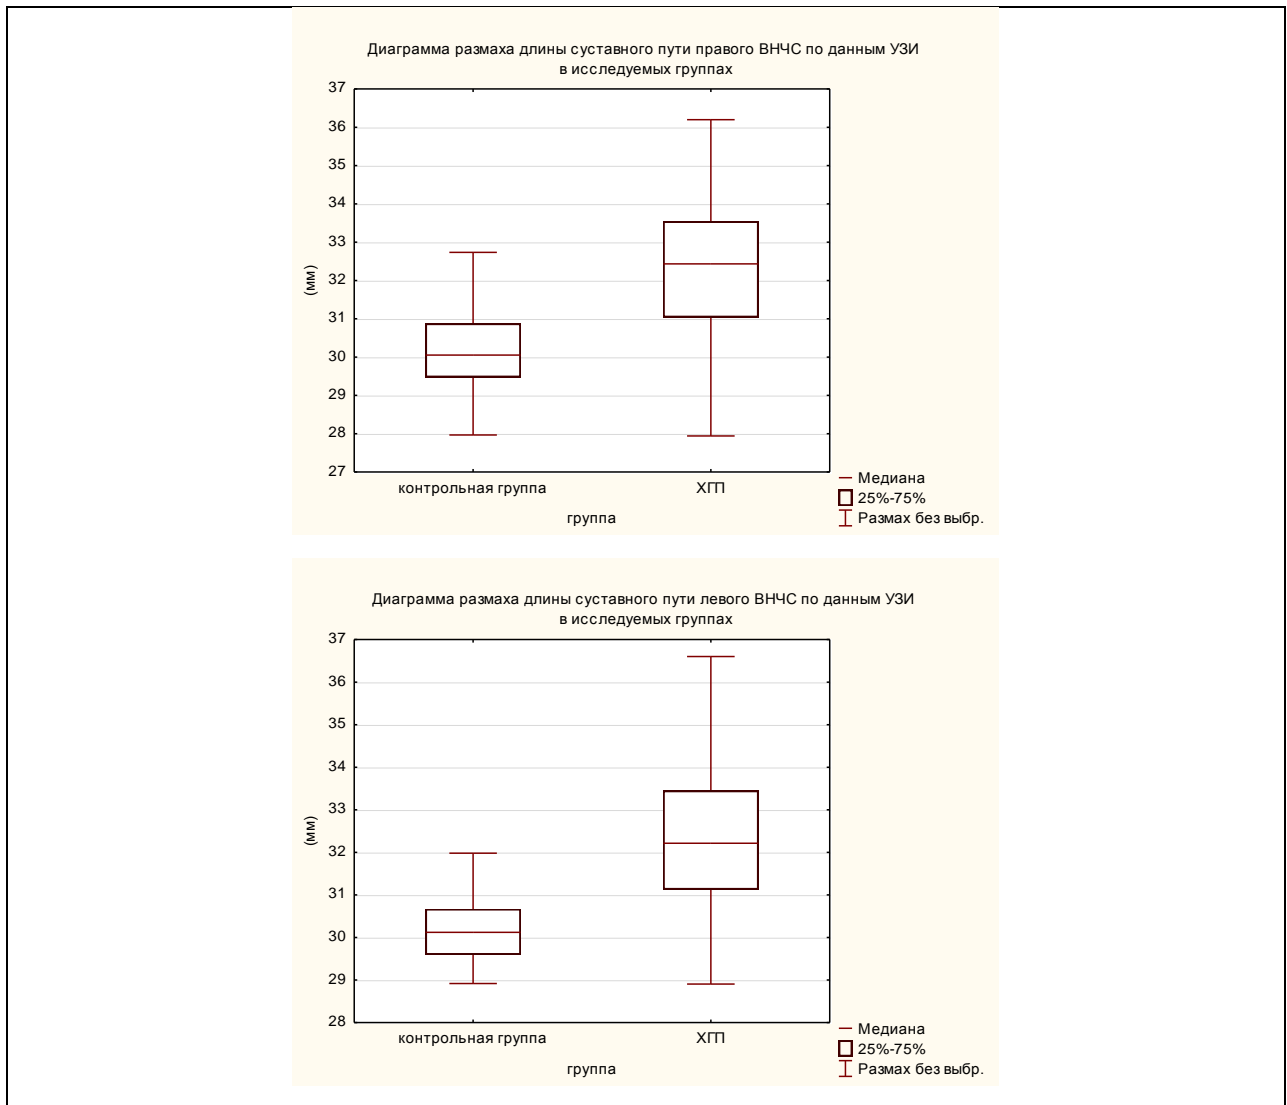 Диаграмма размаха длины суставного пути правого ВНЧС по данным УЗИ
в исследуемых группах
37
36
35
34
33
32
31
30
29
28
27
(мм)
контрольная группа
ХГП
группа
Медиана
25%-75%
Размах без выбр.
Диаграмма размаха длины суставного пути левого ВНЧС по данным УЗИ
в исследуемых группах
37
36
35
34
33
32
31
30
29
28
(мм)
контрольная группа
ХГП
группа
Медиана
25%-75%
Размах без выбр.